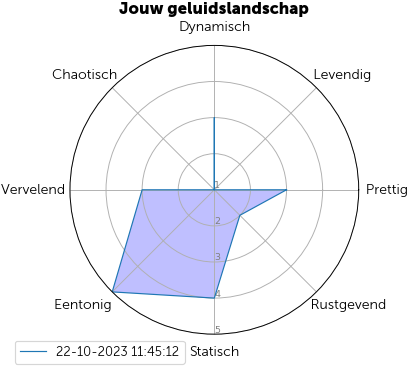 Jouw geluidslandschap
Dynamisch
Chaotisch
Levendig
Vervelend
Prettig
1
2
3
4
5
Eentonig
Rustgevend
22-10-2023 11:45:12
Statisch